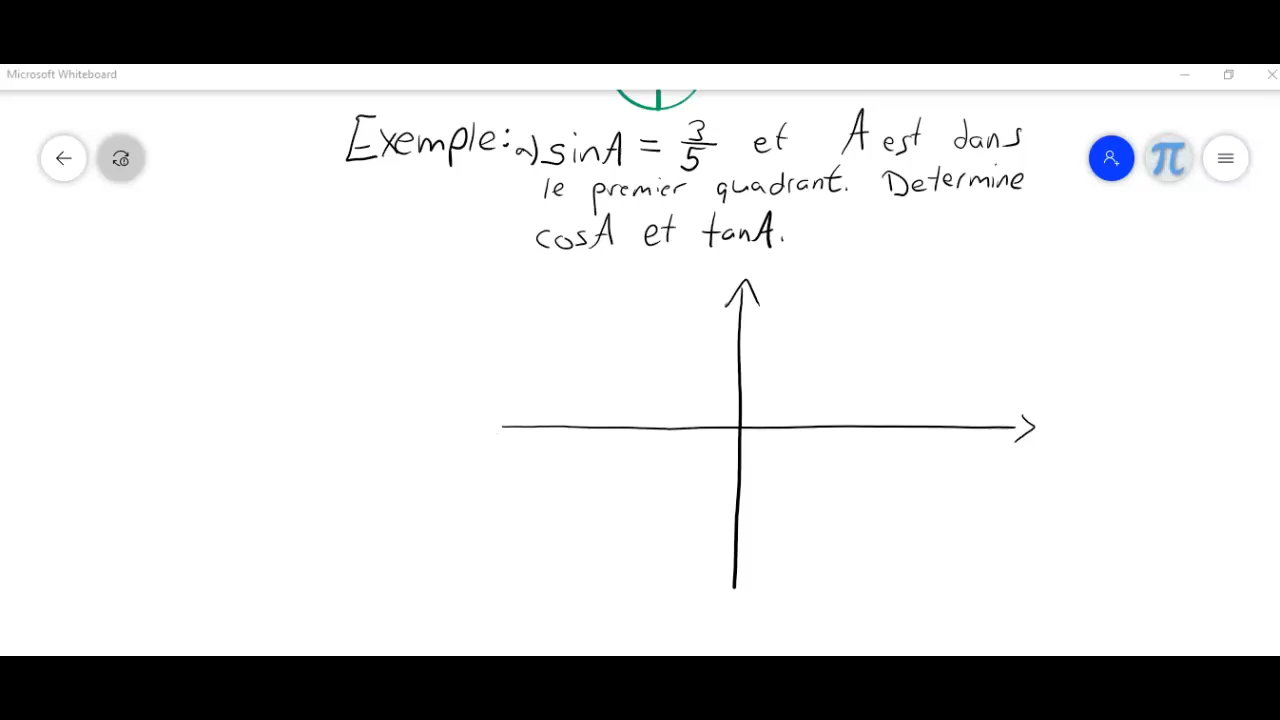 Microsoft Whiteboard
Exemple: a) sinA = 3/5 et A est dans
le premier quadrant. Determine
cosA et tanA.
π